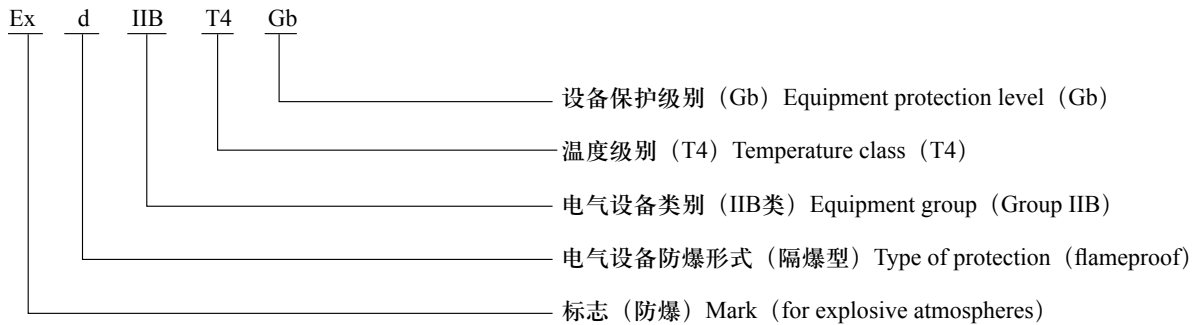 Ex d IIB T4 Gb
设备保护级别（Gb）Equipment protection level（Gb）
温度级别（T4）Temperature class（T4）
电气设备类别（IIB类）Equipment group（Group IIB）
电气设备防爆形式（隔爆型）Type of protection（flameproof）
标志（防爆）Mark（for explosive atmospheres）